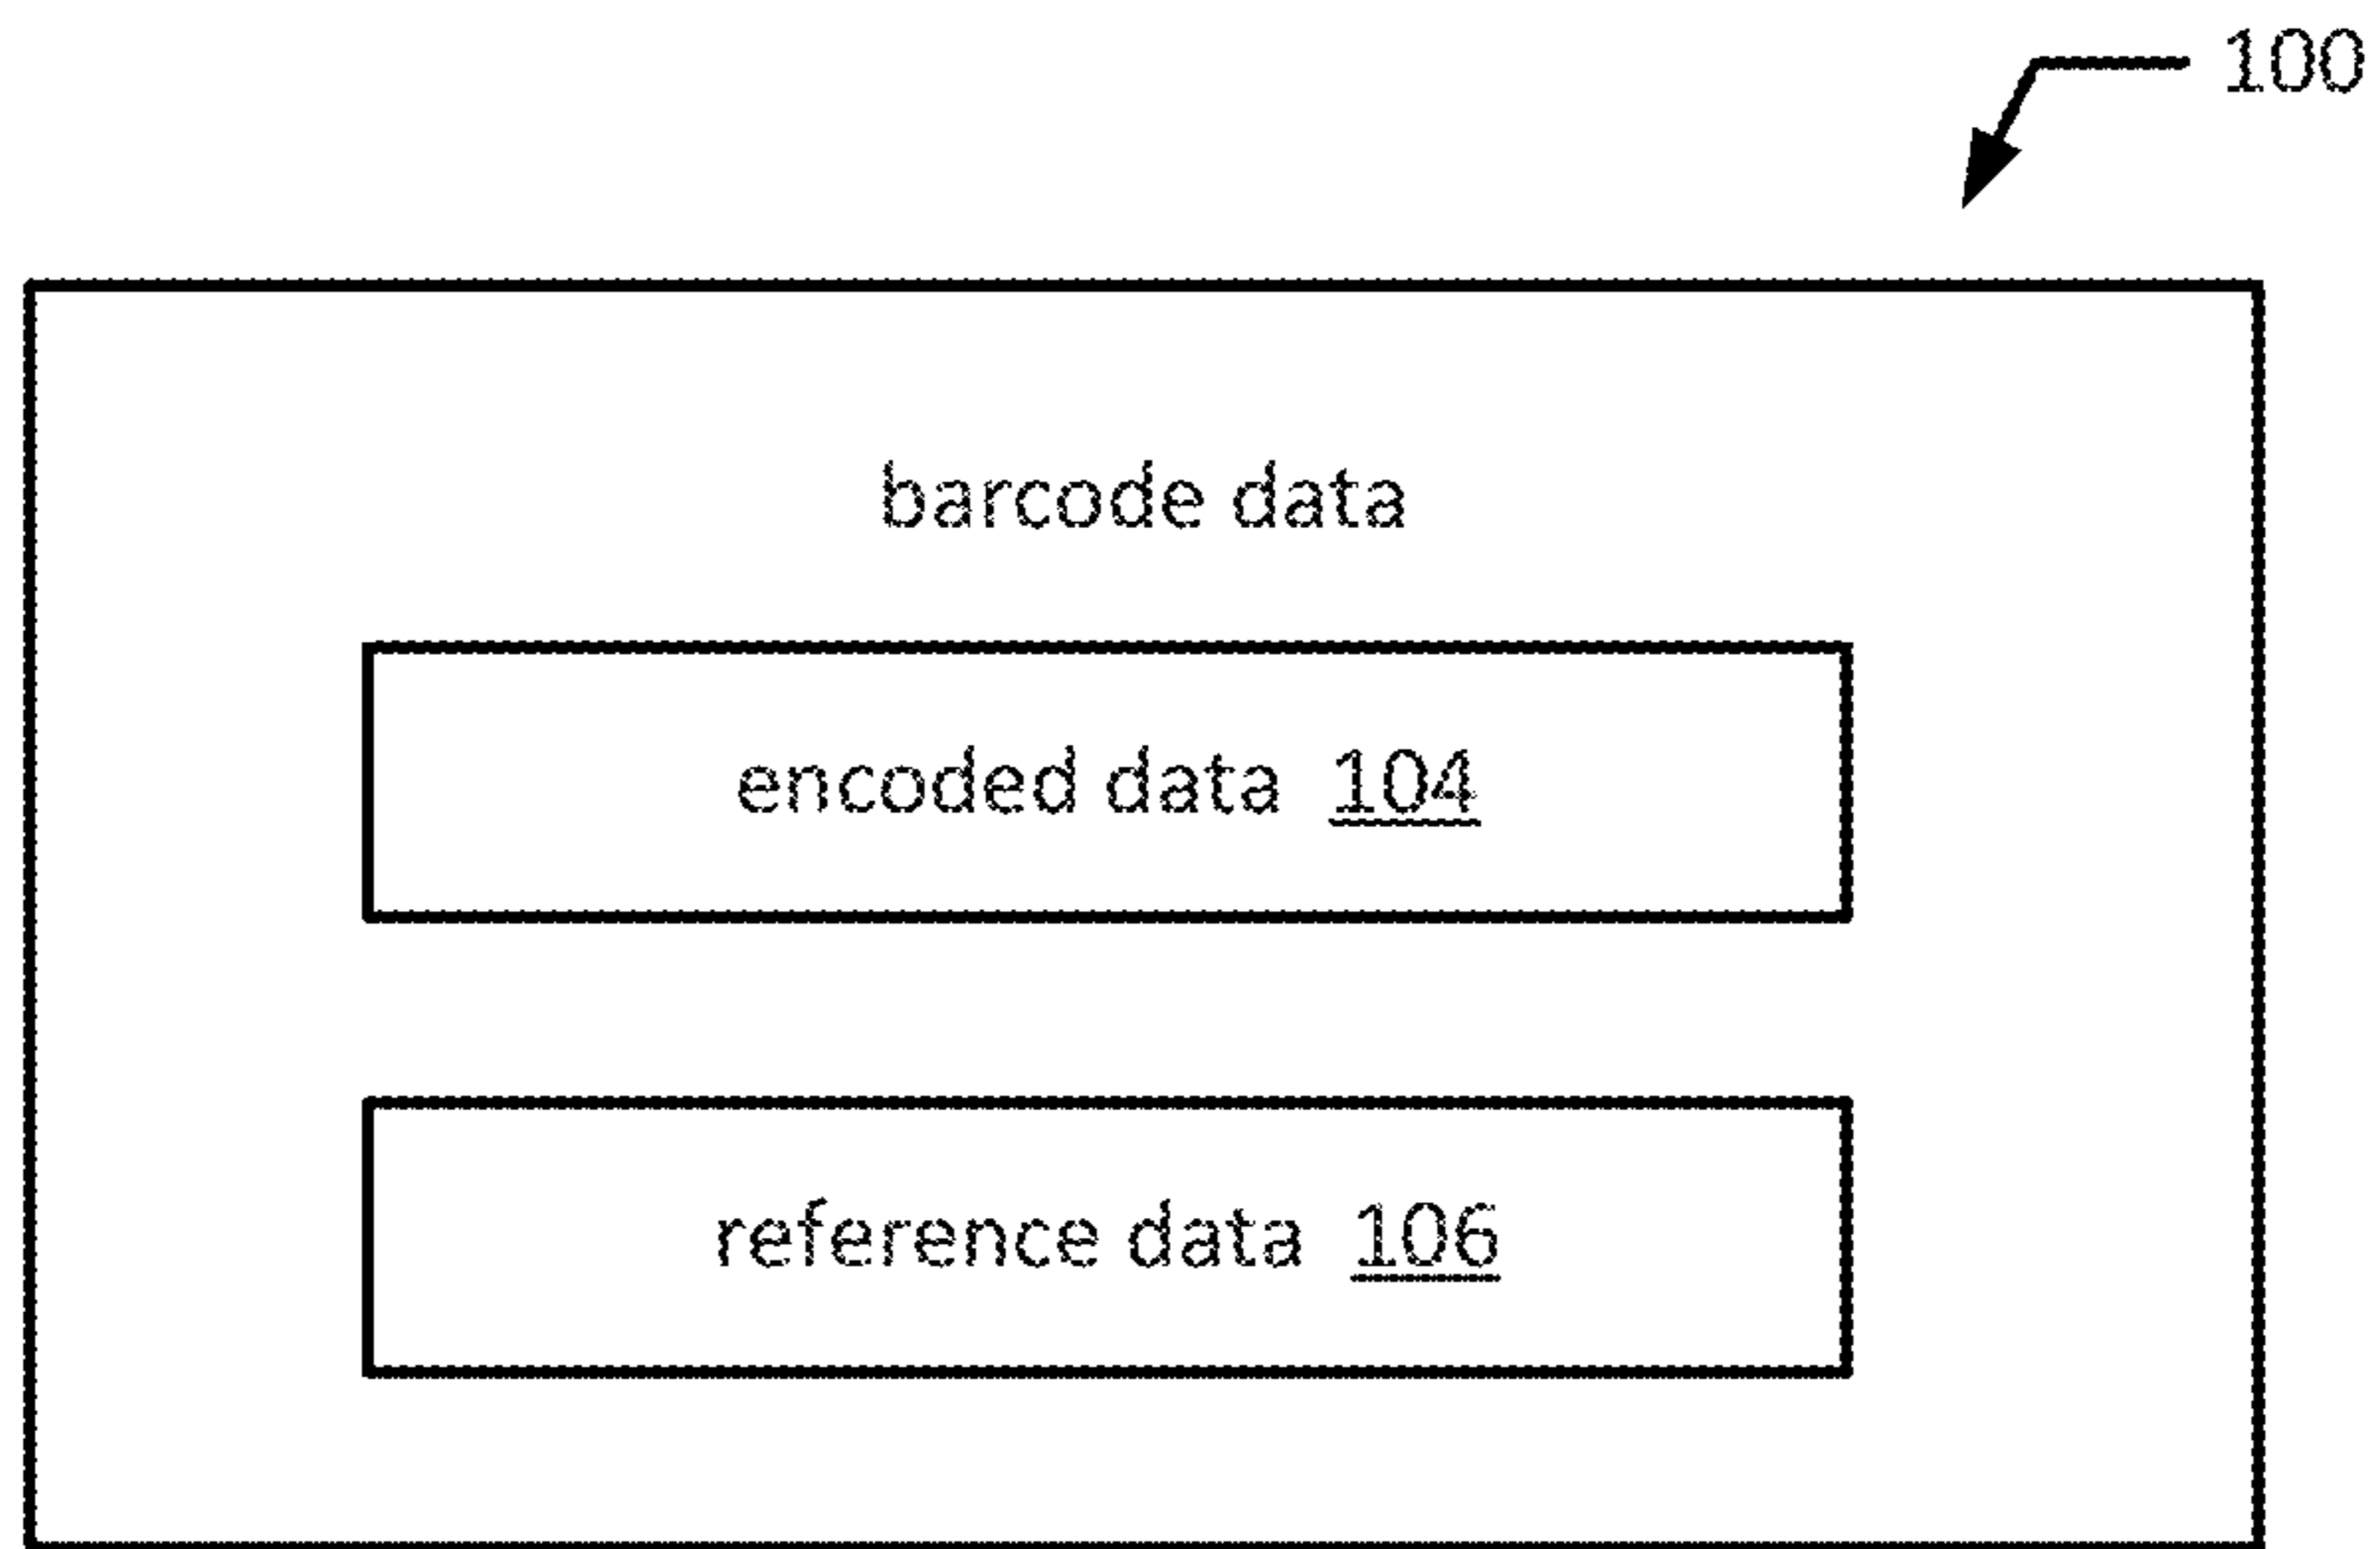 100
barcode data
encoded data 104
reference data 106